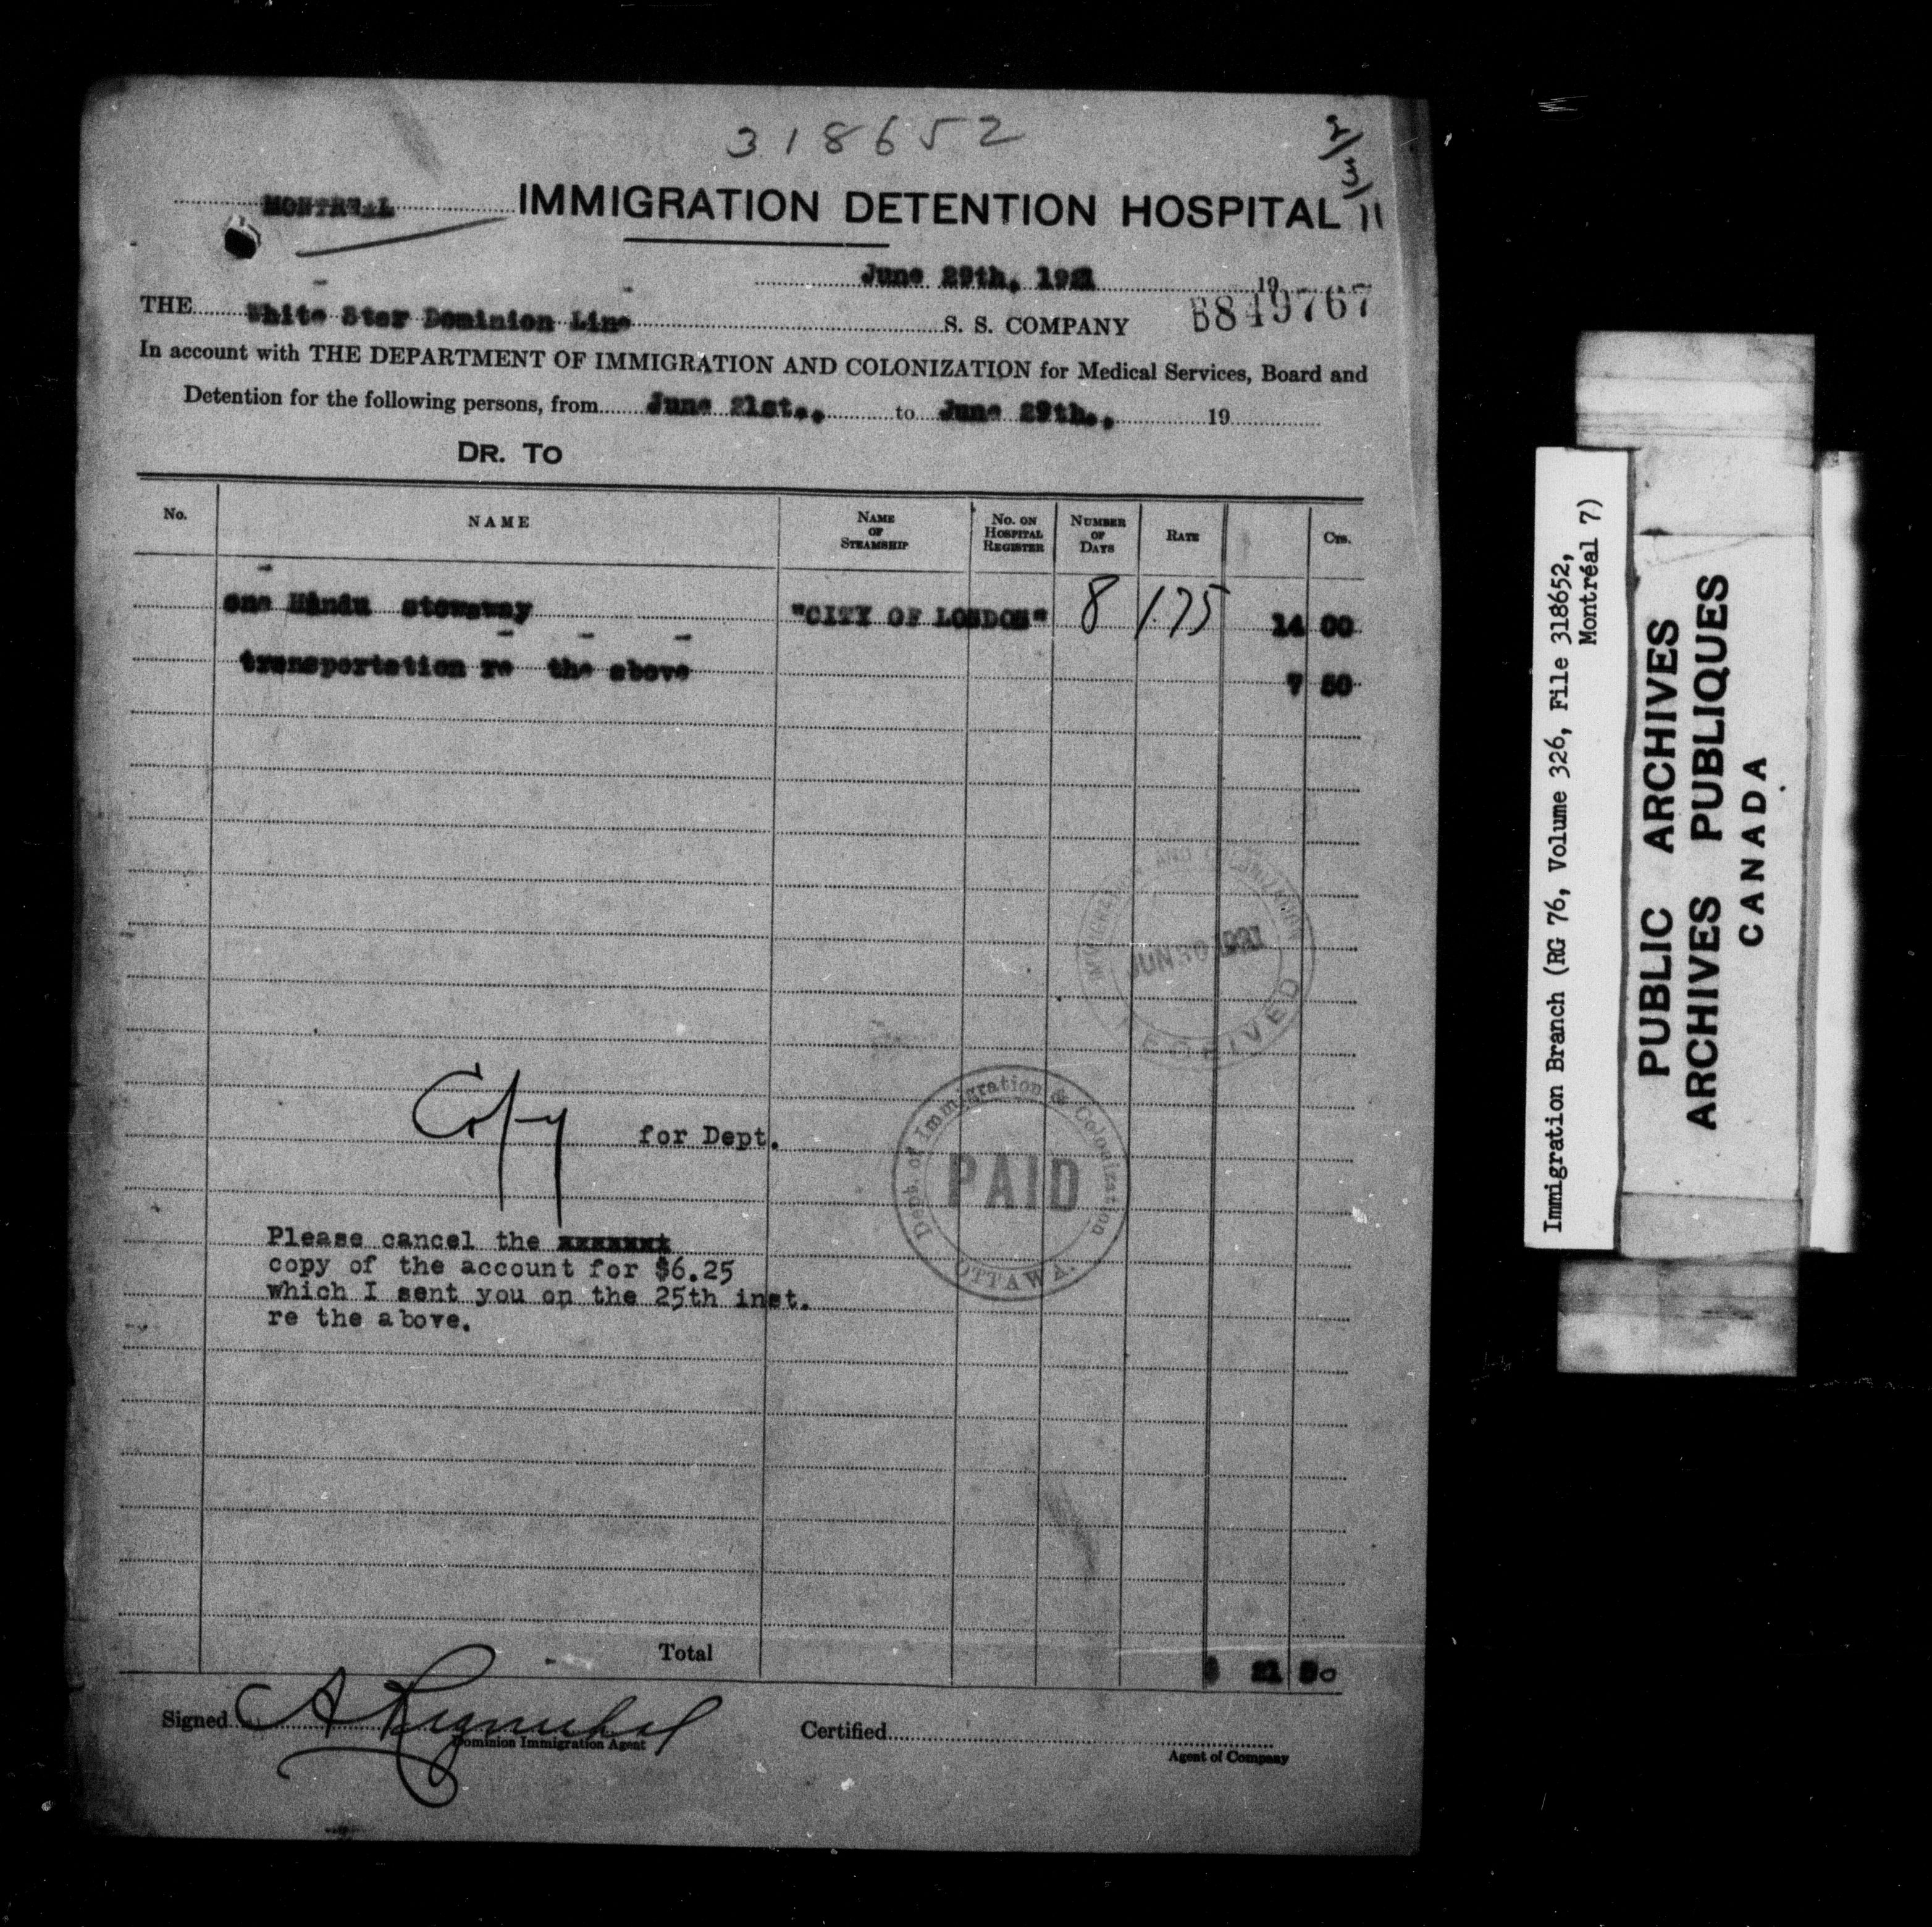 318652
2/3/11
MONTREAL IMMIGRATION DETENTION HOSPITAL
June 29th, 1921 19
THE White Star Dominion Line S. S. COMPANY B849767
In account with THE DEPARTMENT OF IMMIGRATION AND COLONIZATION for Medical Services, Board and
Detention for the following persons, from June 21st., to June 29th., 19
DR. TO
No. NAME NAME OF STEAMSHIP NO. ON HOSPITAL REGISTER NUMBER OF DAYS RATE CTS.
one Hindu stowaway "CITY OF LONDON" 8 1.75 14 00
transportation re the above 7 50
IMMIGRATION AND COLONIZATION
JUN 30 1921
RECEIVED
Copy for Dept.
Dept. of Immigration & Colonization
PAID
OTTAWA.
Please cancel the
copy of the account for $6.25
which I sent you on the 25th inst.
re the above.
Total $ 21 50
Signed
Dominion Immigration Agent
Certified
Agent of Company
Immigration Branch (RG 76, Volume 326, File 318652,
Montréal 7)
PUBLIC ARCHIVES
ARCHIVES PUBLIQUES
CANADA